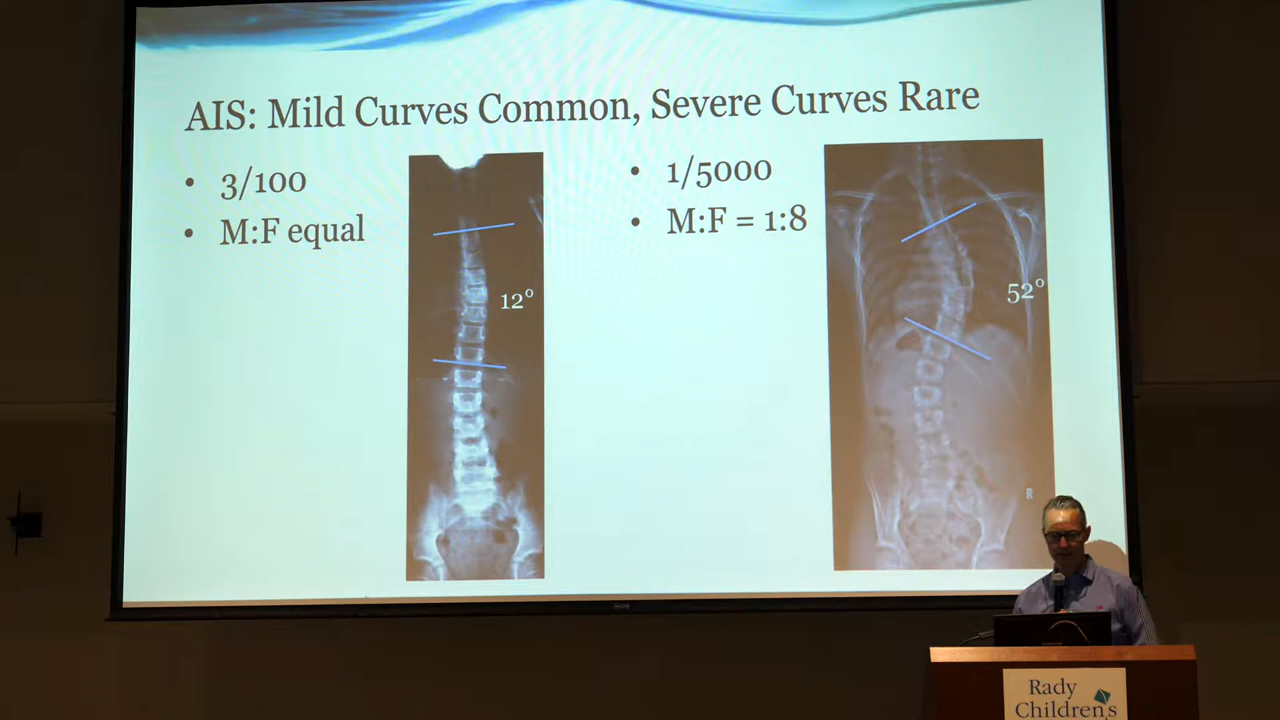 AIS: Mild Curves Common, Severe Curves Rare
• 3/100
• M:F equal
12°
• 1/5000
• M:F = 1:8
52°
R
Rady
Children's